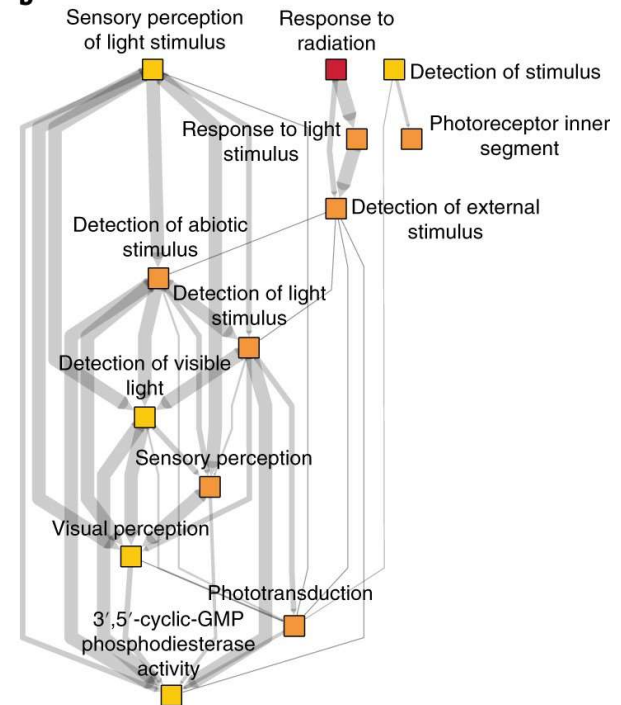 Sensory perception
of light stimulus
Response to
radiation
Detection of stimulus
Response to light
stimulus
Photoreceptor inner
segment
Detection of external
stimulus
Detection of abiotic
stimulus
Detection of light
stimulus
Detection of visible
light
Sensory perception
Visual perception
Phototransduction
3′,5′-cyclic-GMP
phosphodiesterase
activity